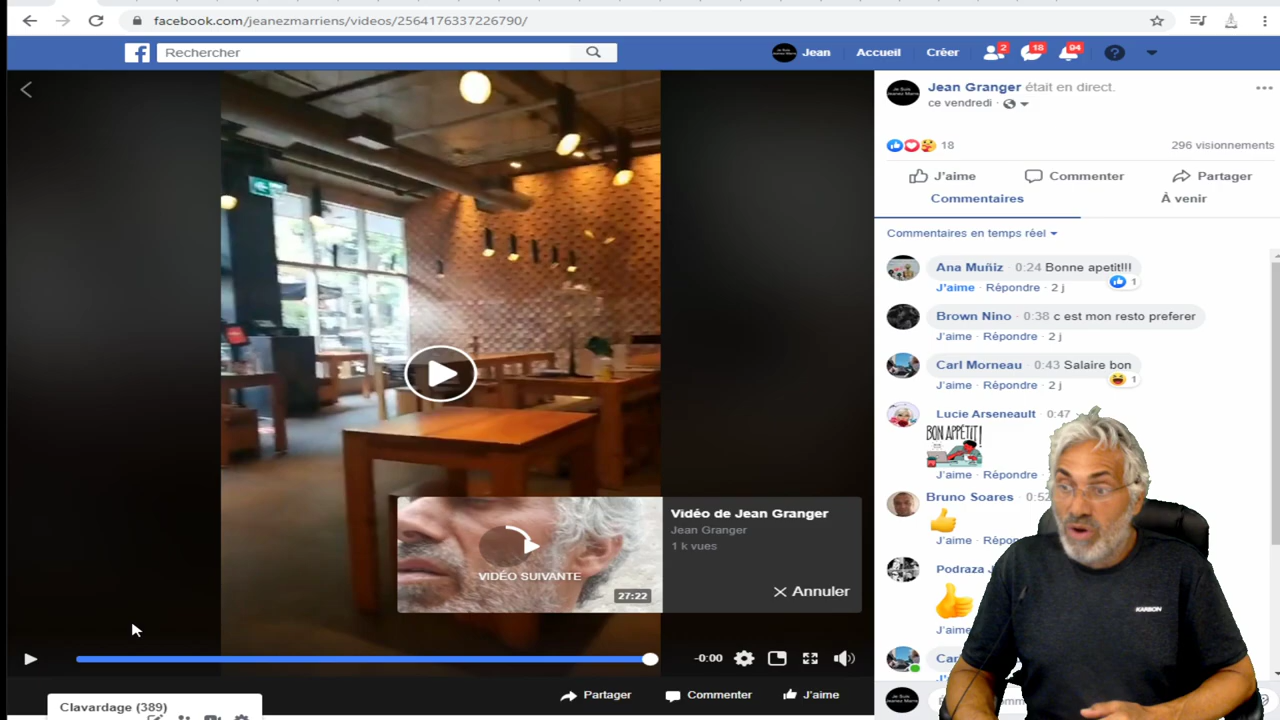 facebook.com/jeanezmarriens/videos/2564176337226790/
Rechercher
Jean Accueil Créer 2 18 94
Jean Granger était en direct.
ce vendredi
18 296 visionnements
J'aime Commenter Partager
Commentaires À venir
Commentaires en temps réel
Ana Muñiz · 0:24 Bonne apetit!!!
1
J'aime · Répondre · 2 j
Brown Nino · 0:38 c est mon resto preferer
J'aime · Répondre · 2 j
Carl Morneau · 0:43 Salaire bon
1
J'aime · Répondre · 2 j
Lucie Arseneault · 0:47
BON APPÉTIT!
J'aime · Répondre
Bruno Soares
J'aime · Répon
Podraza
J'aime
Vidéo de Jean Granger
Jean Granger
1 k vues
VIDÉO SUIVANTE
27:22
Annuler
-0:00
Partager Commenter J'aime
Clavardage (389)
KARBON